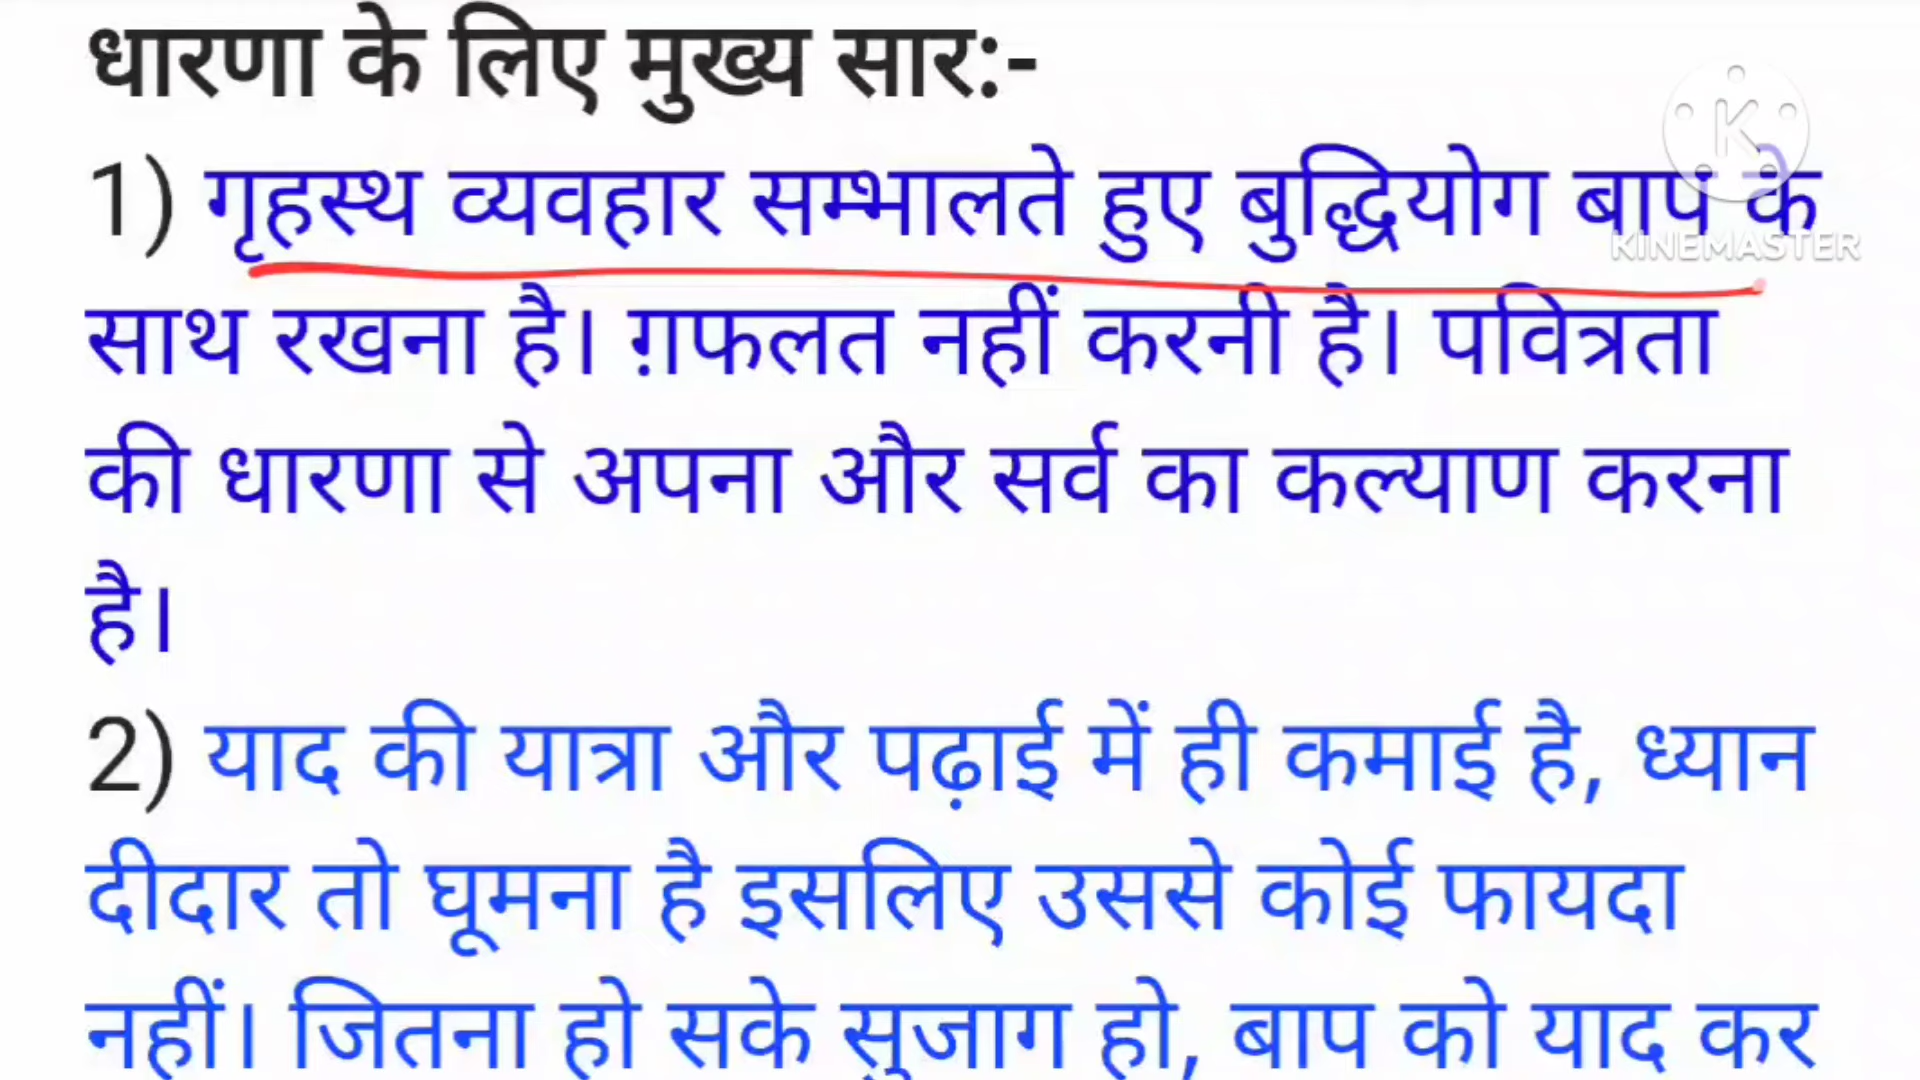 धारणा के लिए मुख्य सार:-
1) गृहस्थ व्यवहार सम्भालते हुए बुद्धियोग बाप के
साथ रखना है। ग़फलत नहीं करनी है। पवित्रता
की धारणा से अपना और सर्व का कल्याण करना
है।
2) याद की यात्रा और पढ़ाई में ही कमाई है, ध्यान
दीदार तो घूमना है इसलिए उससे कोई फायदा
नहीं। जितना हो सके सुजाग हो, बाप को याद कर
K
KINEMASTER